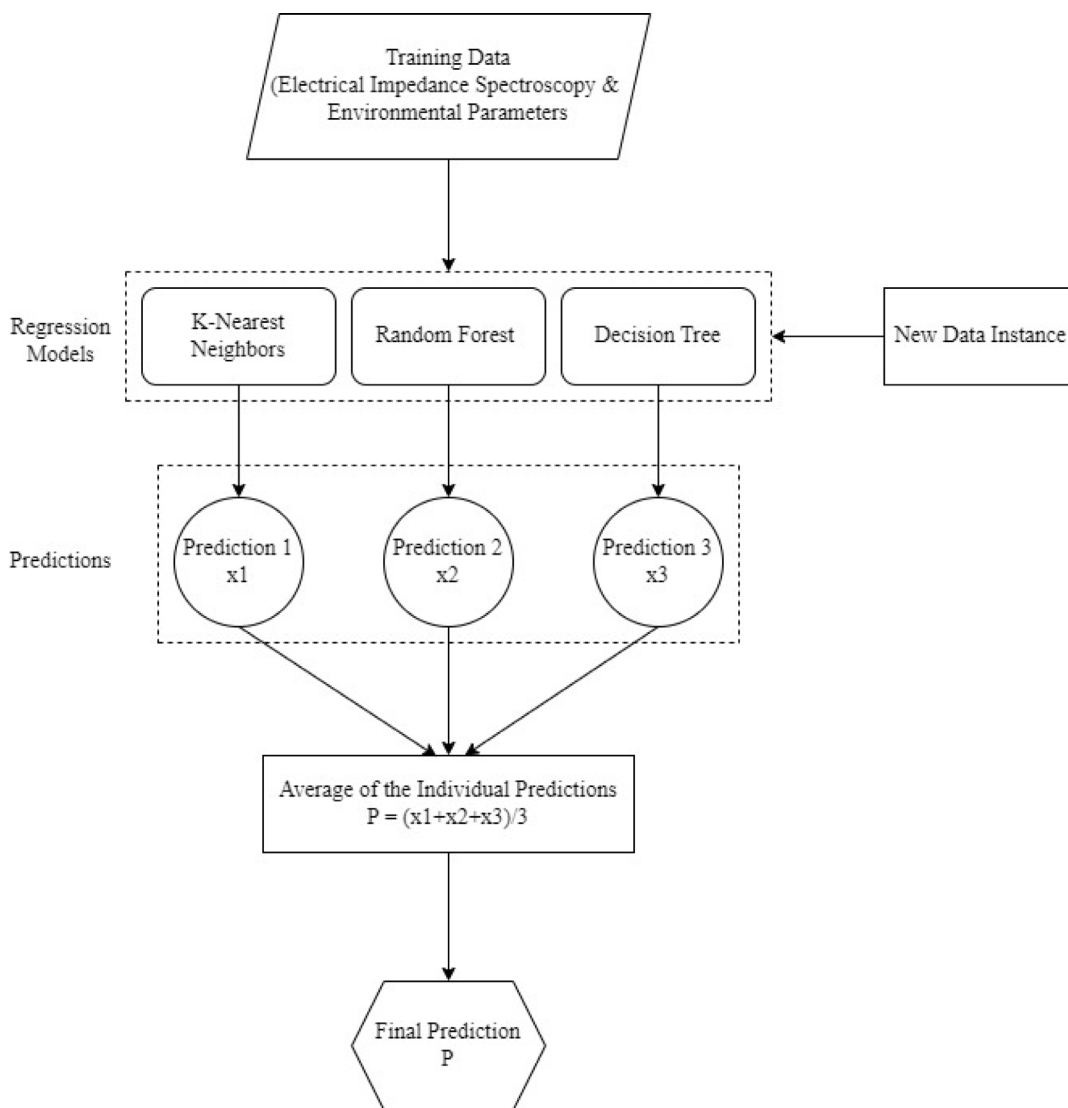 Training Data
(Electrical Impedance Spectroscopy &
Environmental Parameters
Regression
Models
K-Nearest
Neighbors
Random Forest
Decision Tree
New Data Instance
Predictions
Prediction 1
x1
Prediction 2
x2
Prediction 3
x3
Average of the Individual Predictions
P = (x1+x2+x3)/3
Final Prediction
P